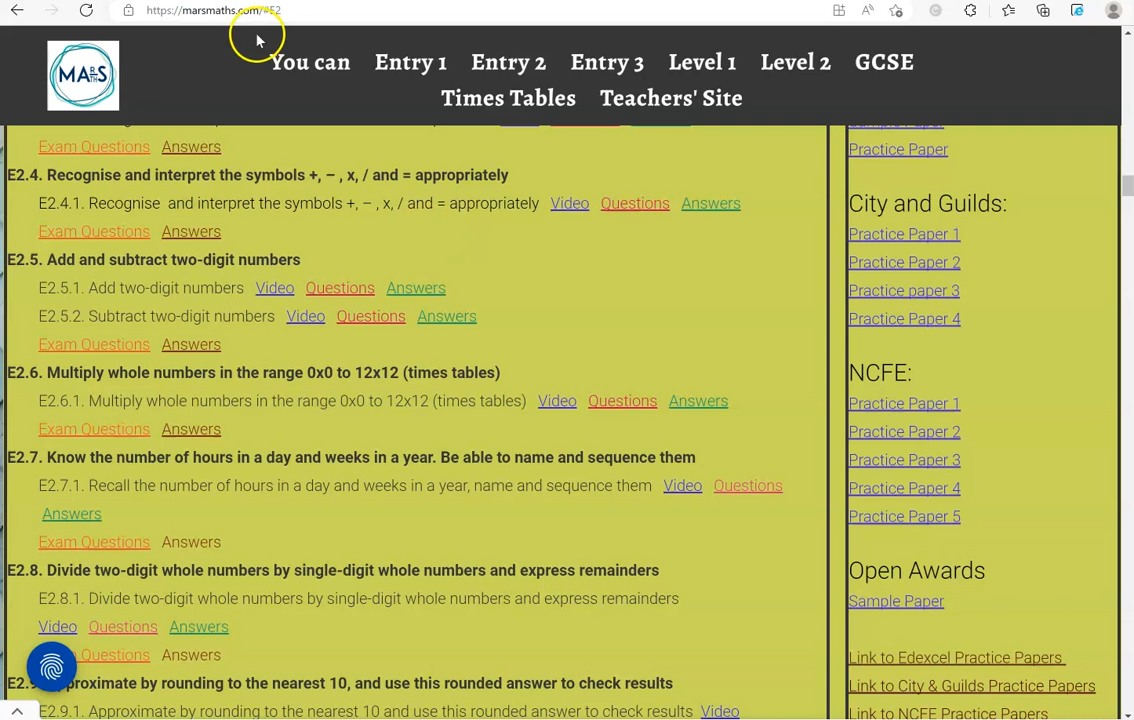 https://marsmaths.com/#E2
MARS
MATHS
You can Entry 1 Entry 2 Entry 3 Level 1 Level 2 GCSE
Times Tables Teachers' Site
Exam Questions Answers
E2.4. Recognise and interpret the symbols +, – , x, / and = appropriately
E2.4.1. Recognise and interpret the symbols +, – , x, / and = appropriately Video Questions Answers
Exam Questions Answers
E2.5. Add and subtract two-digit numbers
E2.5.1. Add two-digit numbers Video Questions Answers
E2.5.2. Subtract two-digit numbers Video Questions Answers
Exam Questions Answers
E2.6. Multiply whole numbers in the range 0x0 to 12x12 (times tables)
E2.6.1. Multiply whole numbers in the range 0x0 to 12x12 (times tables) Video Questions Answers
Exam Questions Answers
E2.7. Know the number of hours in a day and weeks in a year. Be able to name and sequence them
E2.7.1. Recall the number of hours in a day and weeks in a year, name and sequence them Video Questions
Answers
Exam Questions Answers
E2.8. Divide two-digit whole numbers by single-digit whole numbers and express remainders
E2.8.1. Divide two-digit whole numbers by single-digit whole numbers and express remainders
Video Questions Answers
Questions Answers
approximate by rounding to the nearest 10, and use this rounded answer to check results
E2.9.1. Approximate by rounding to the nearest 10 and use this rounded answer to check results Video
Practice Paper
City and Guilds:
Practice Paper 1
Practice Paper 2
Practice paper 3
Practice Paper 4
NCFE:
Practice Paper 1
Practice Paper 2
Practice Paper 3
Practice Paper 4
Practice Paper 5
Open Awards
Sample Paper
Link to Edexcel Practice Papers
Link to City & Guilds Practice Papers
Link to NCFE Practice Papers